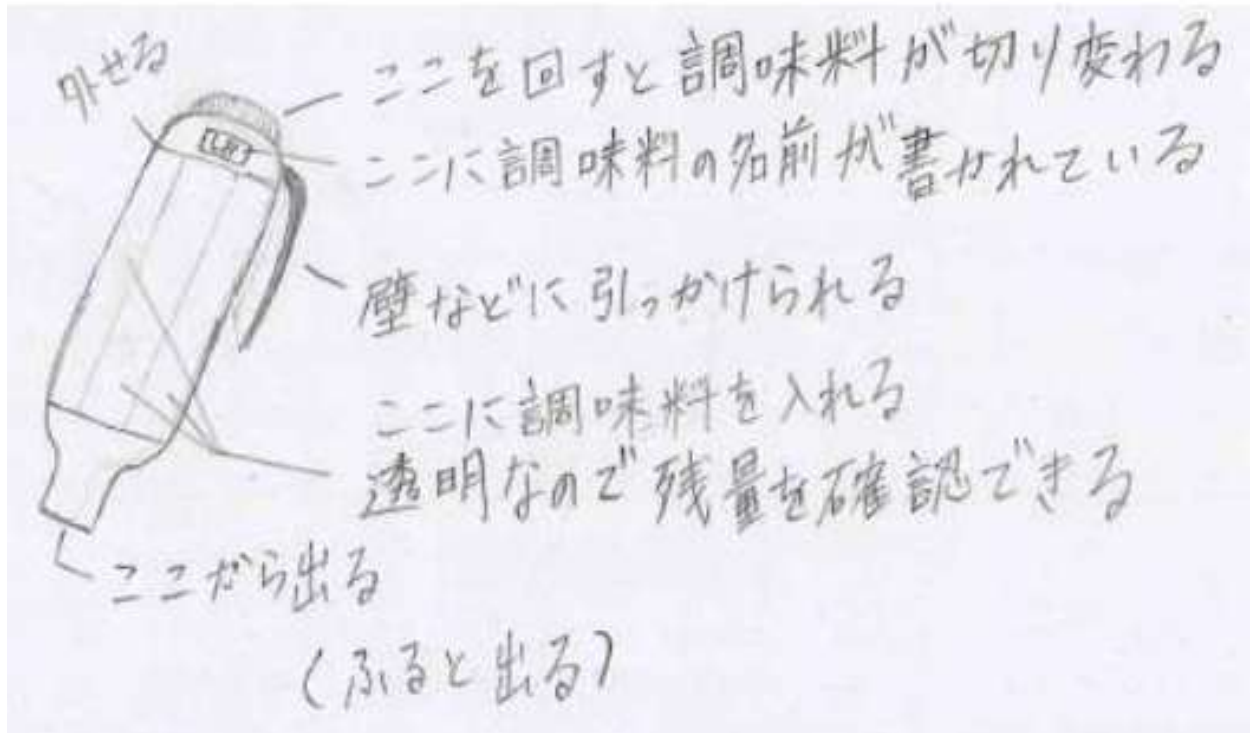 外せる
ここを回すと調味料が切り変わる
ここに調味料の名前が書かれている
壁などに引っかけられる
ここに調味料を入れる
透明なので残量を確認できる
ここから出る
(ふると出る)